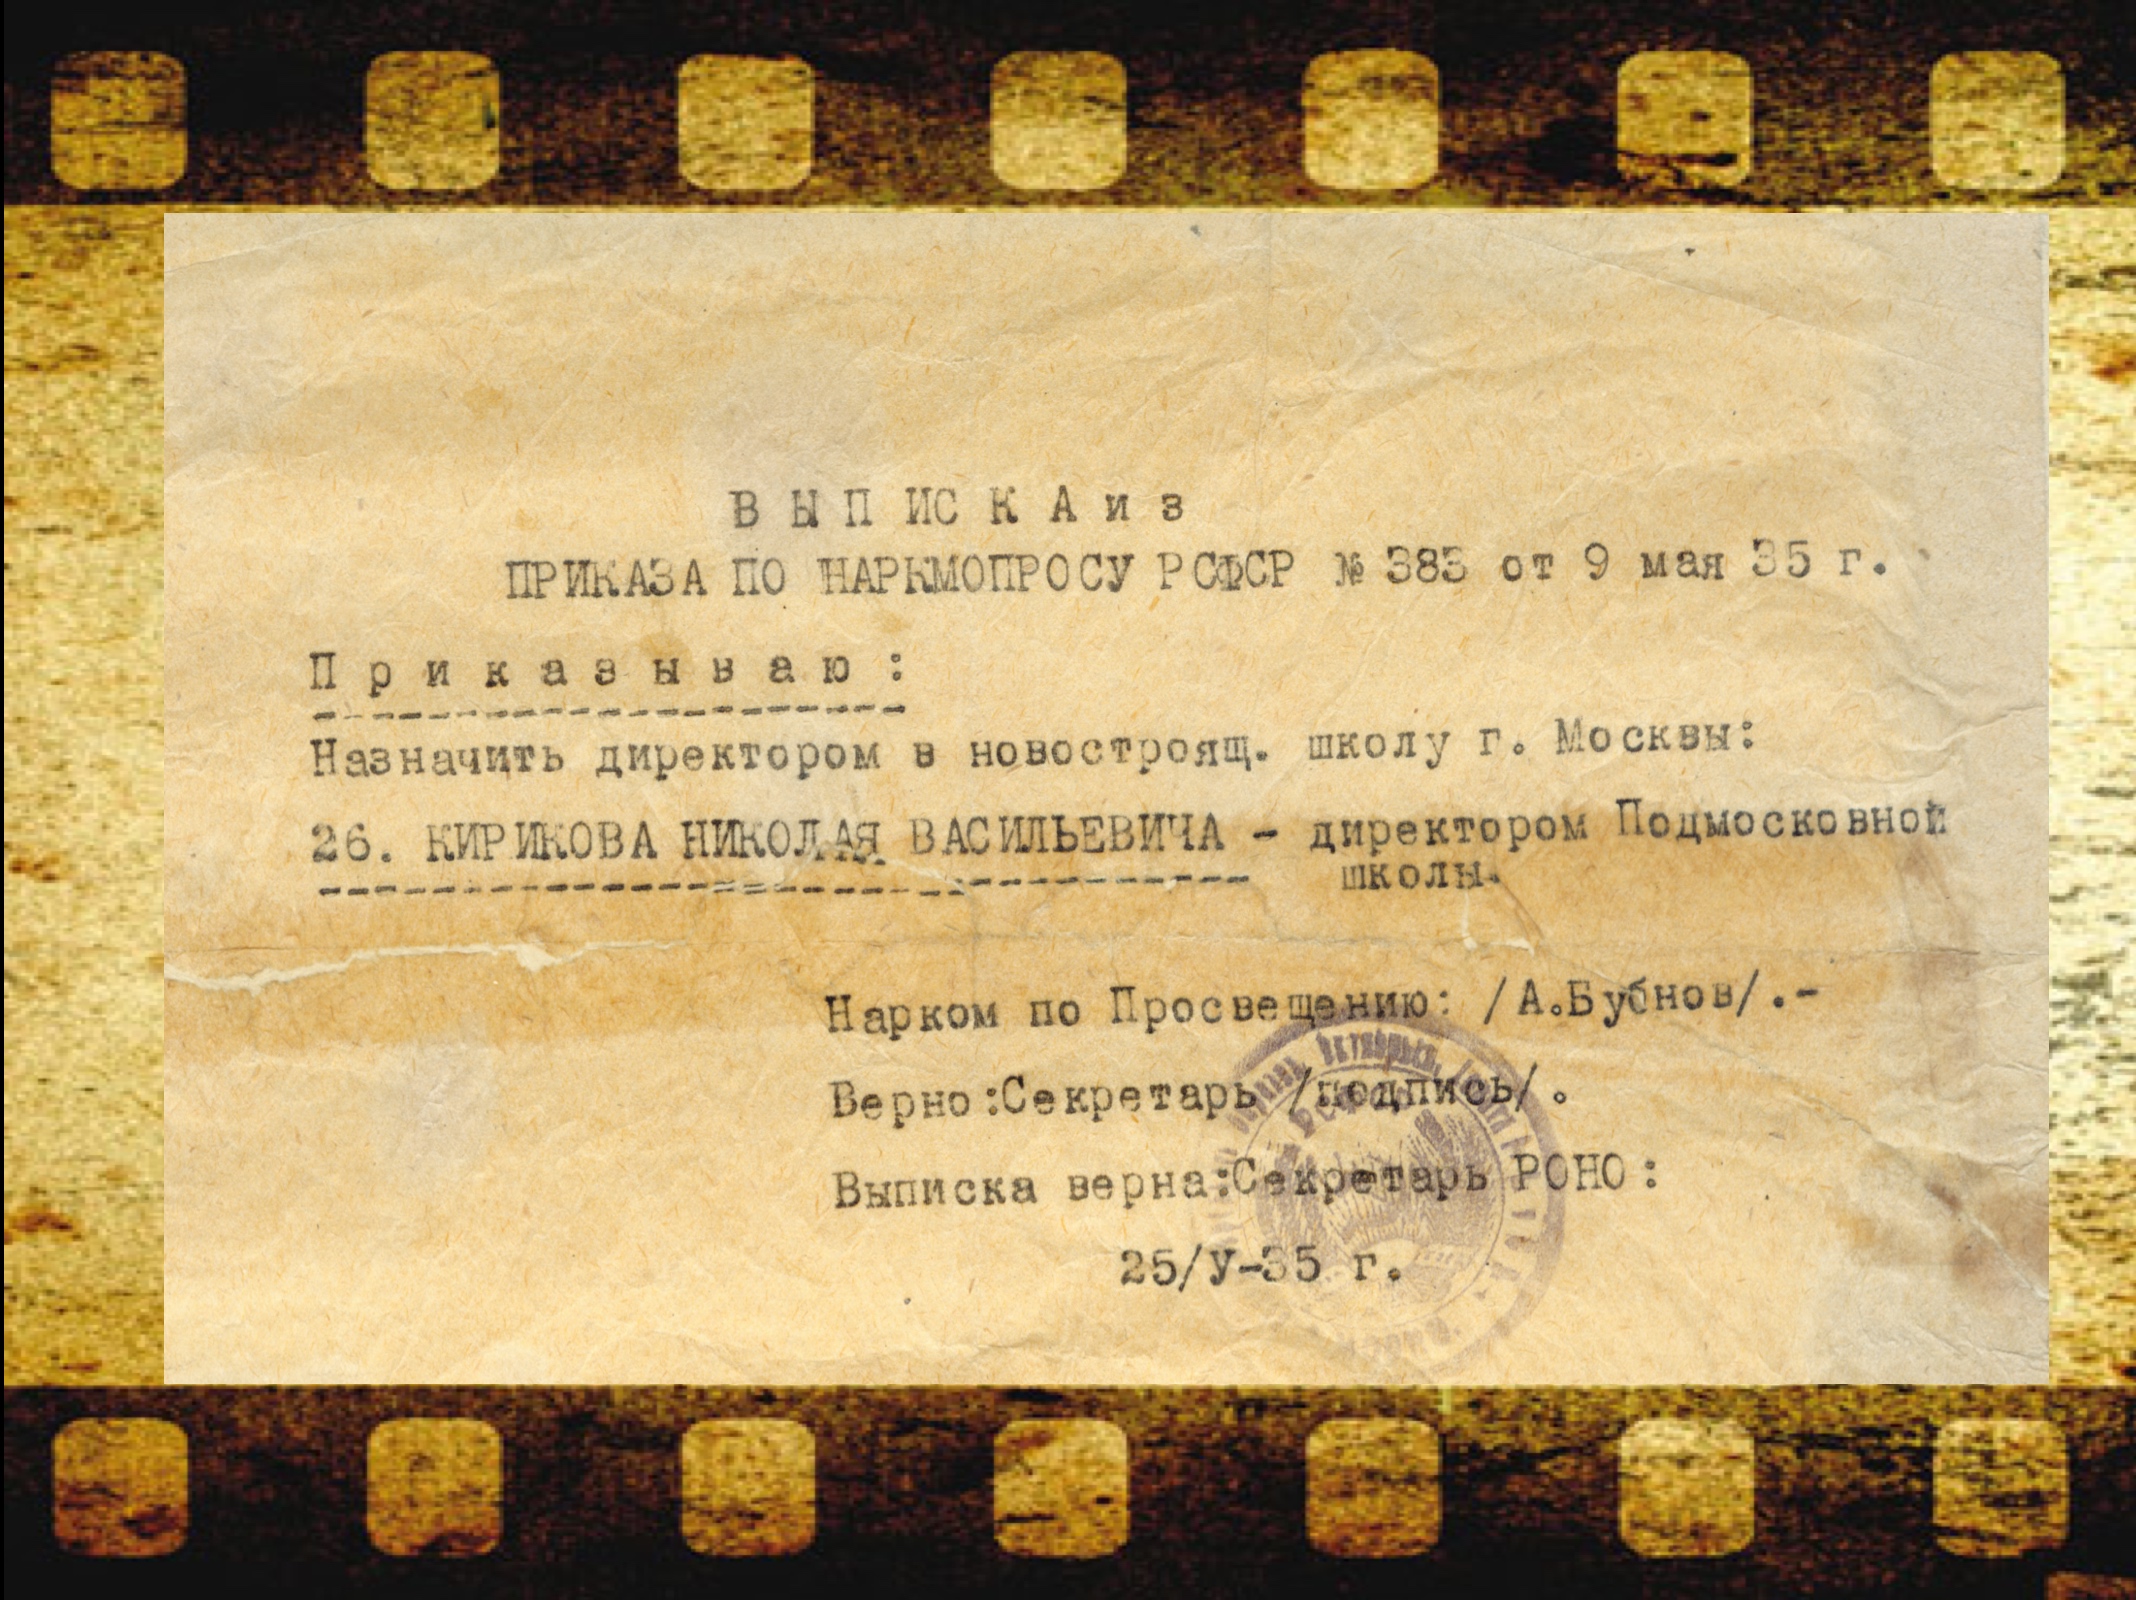 В Ы П ИС К А и з
ПРИКАЗА ПО НАРКМОПРОСУ РСФСР № 383 от 9 мая 35 г.
П р и к а з ы в а ю :
Назначить директором в новостроящ. школу г. Москвы:
26. КИРИКОВА НИКОЛАЯ ВАСИЛЬЕВИЧА - директором Подмосковной
школы.
Нарком по Просвещению: /А.Бубнов/.-
Верно:Секретарь /подпись/.
Выписка верна:Секретарь РОНО:
25/У-35 г.